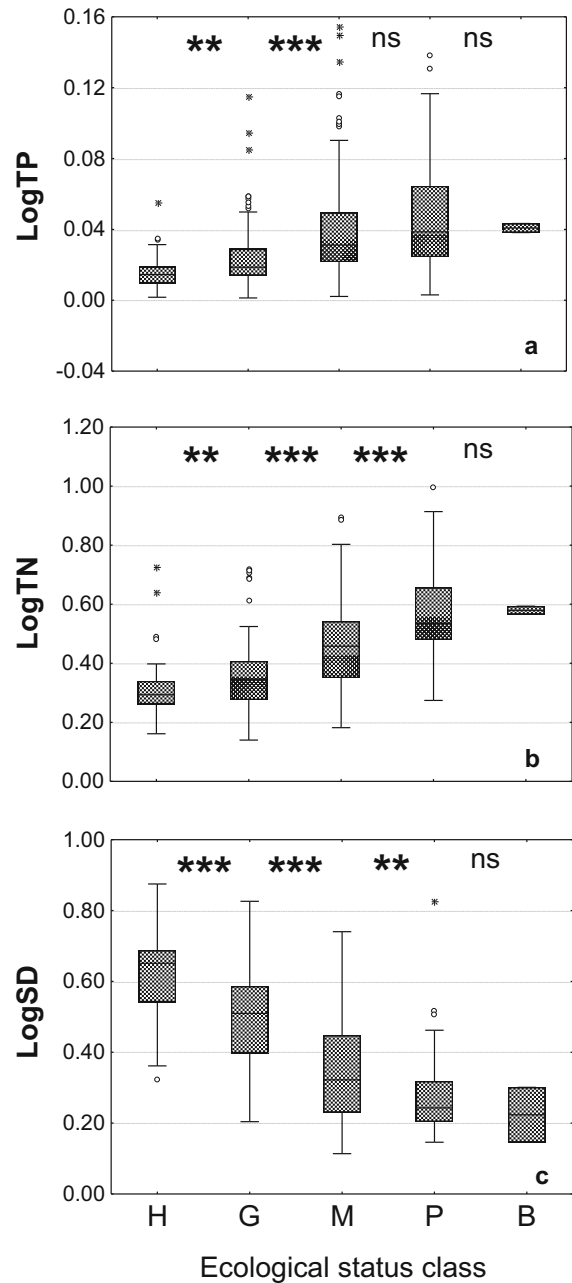 0.16
** *** ns ns
0.12
0.08
0.04
0.00
-0.04
LogTP
a
1.20
** *** *** ns
1.00
0.80
0.60
0.40
0.20
0.00
LogTN
b
1.00
*** *** ** ns
0.80
0.60
0.40
0.20
0.00
LogSD
c
H G M P B
Ecological status class